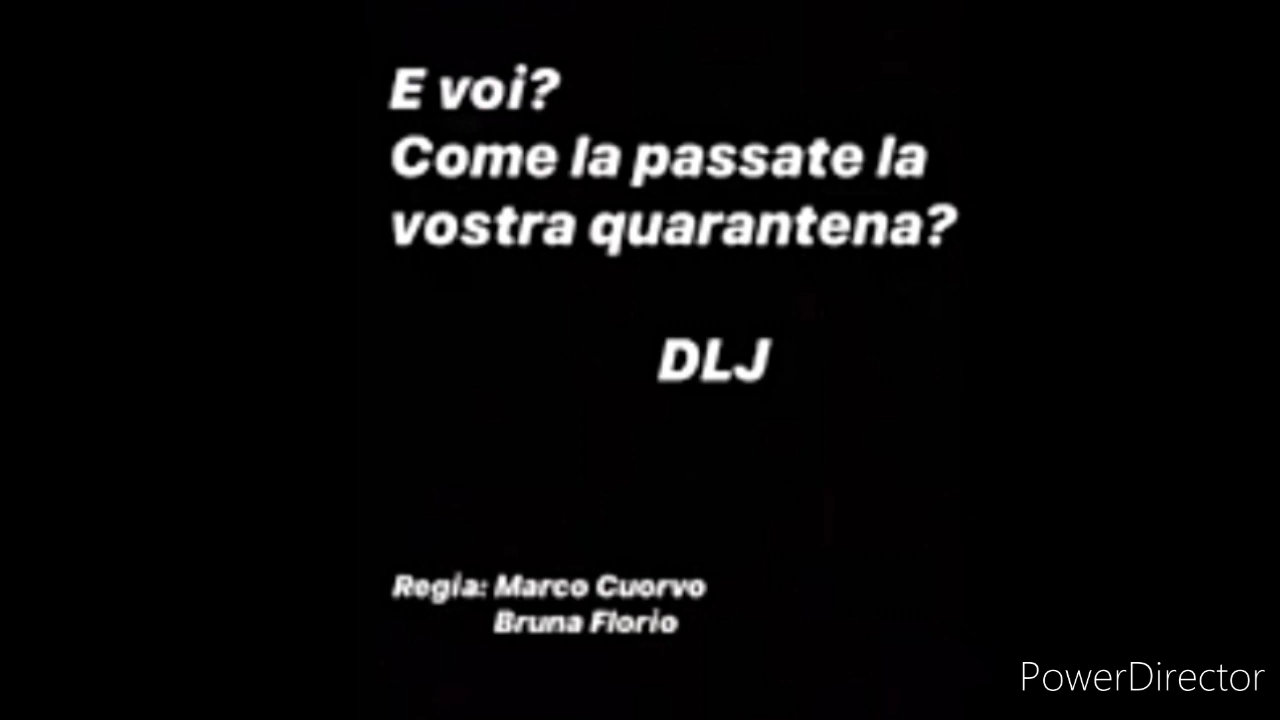 E voi?
Come la passate la
vostra quarantena?
DLJ
Regia: Marco Cuorvo
Bruna Florio
PowerDirector